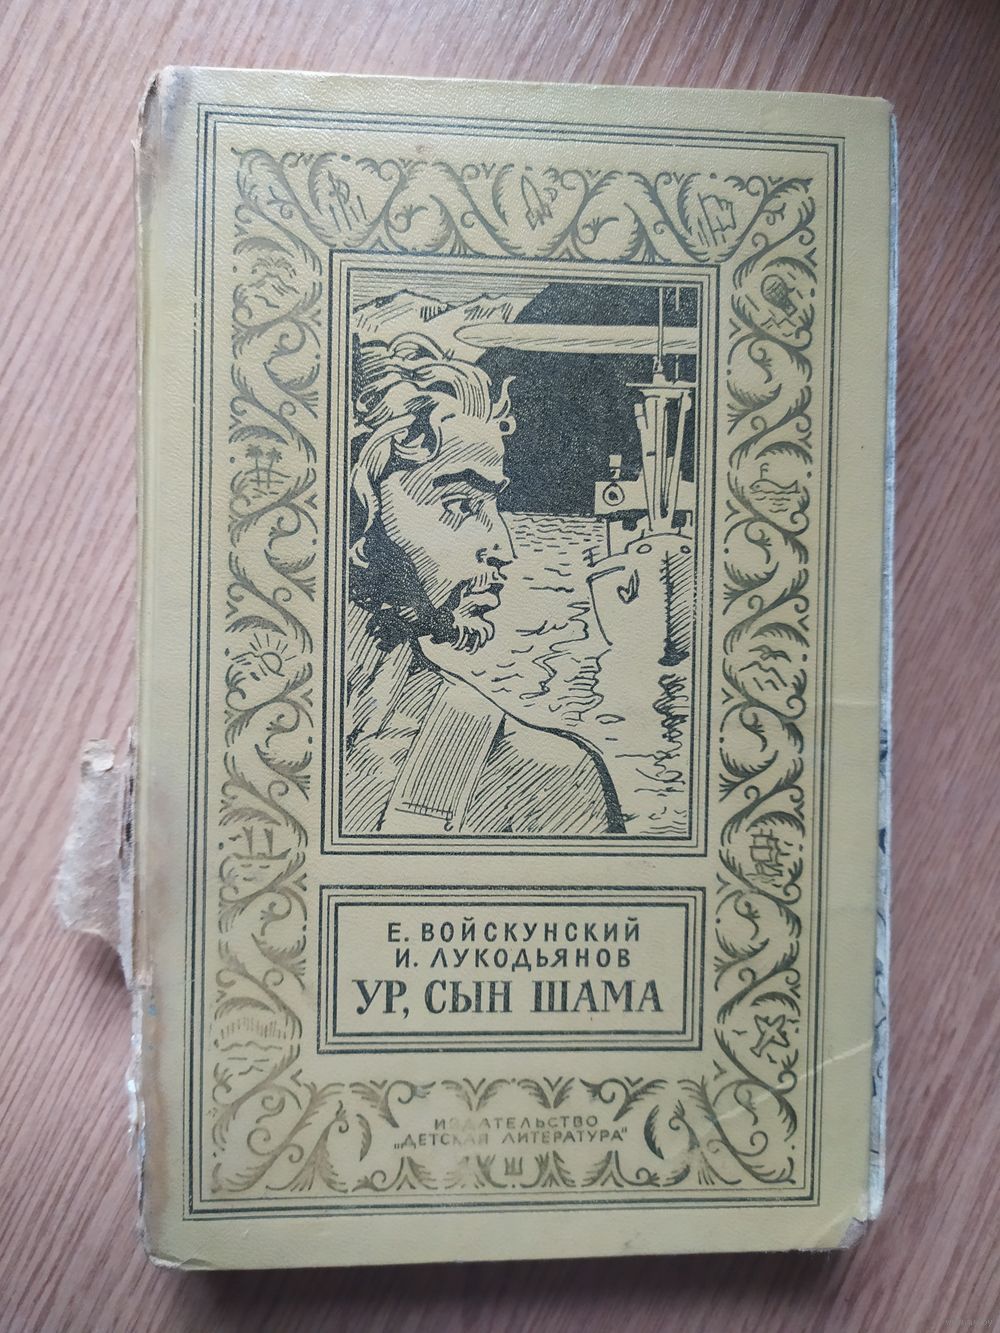 Е. ВОЙСКУНСКИЙ
И. ЛУКОДЬЯНОВ
УР, СЫН ШАМА
ИЗДАТЕЛЬСТВО
„ДЕТСКАЯ ЛИТЕРАТУРА"